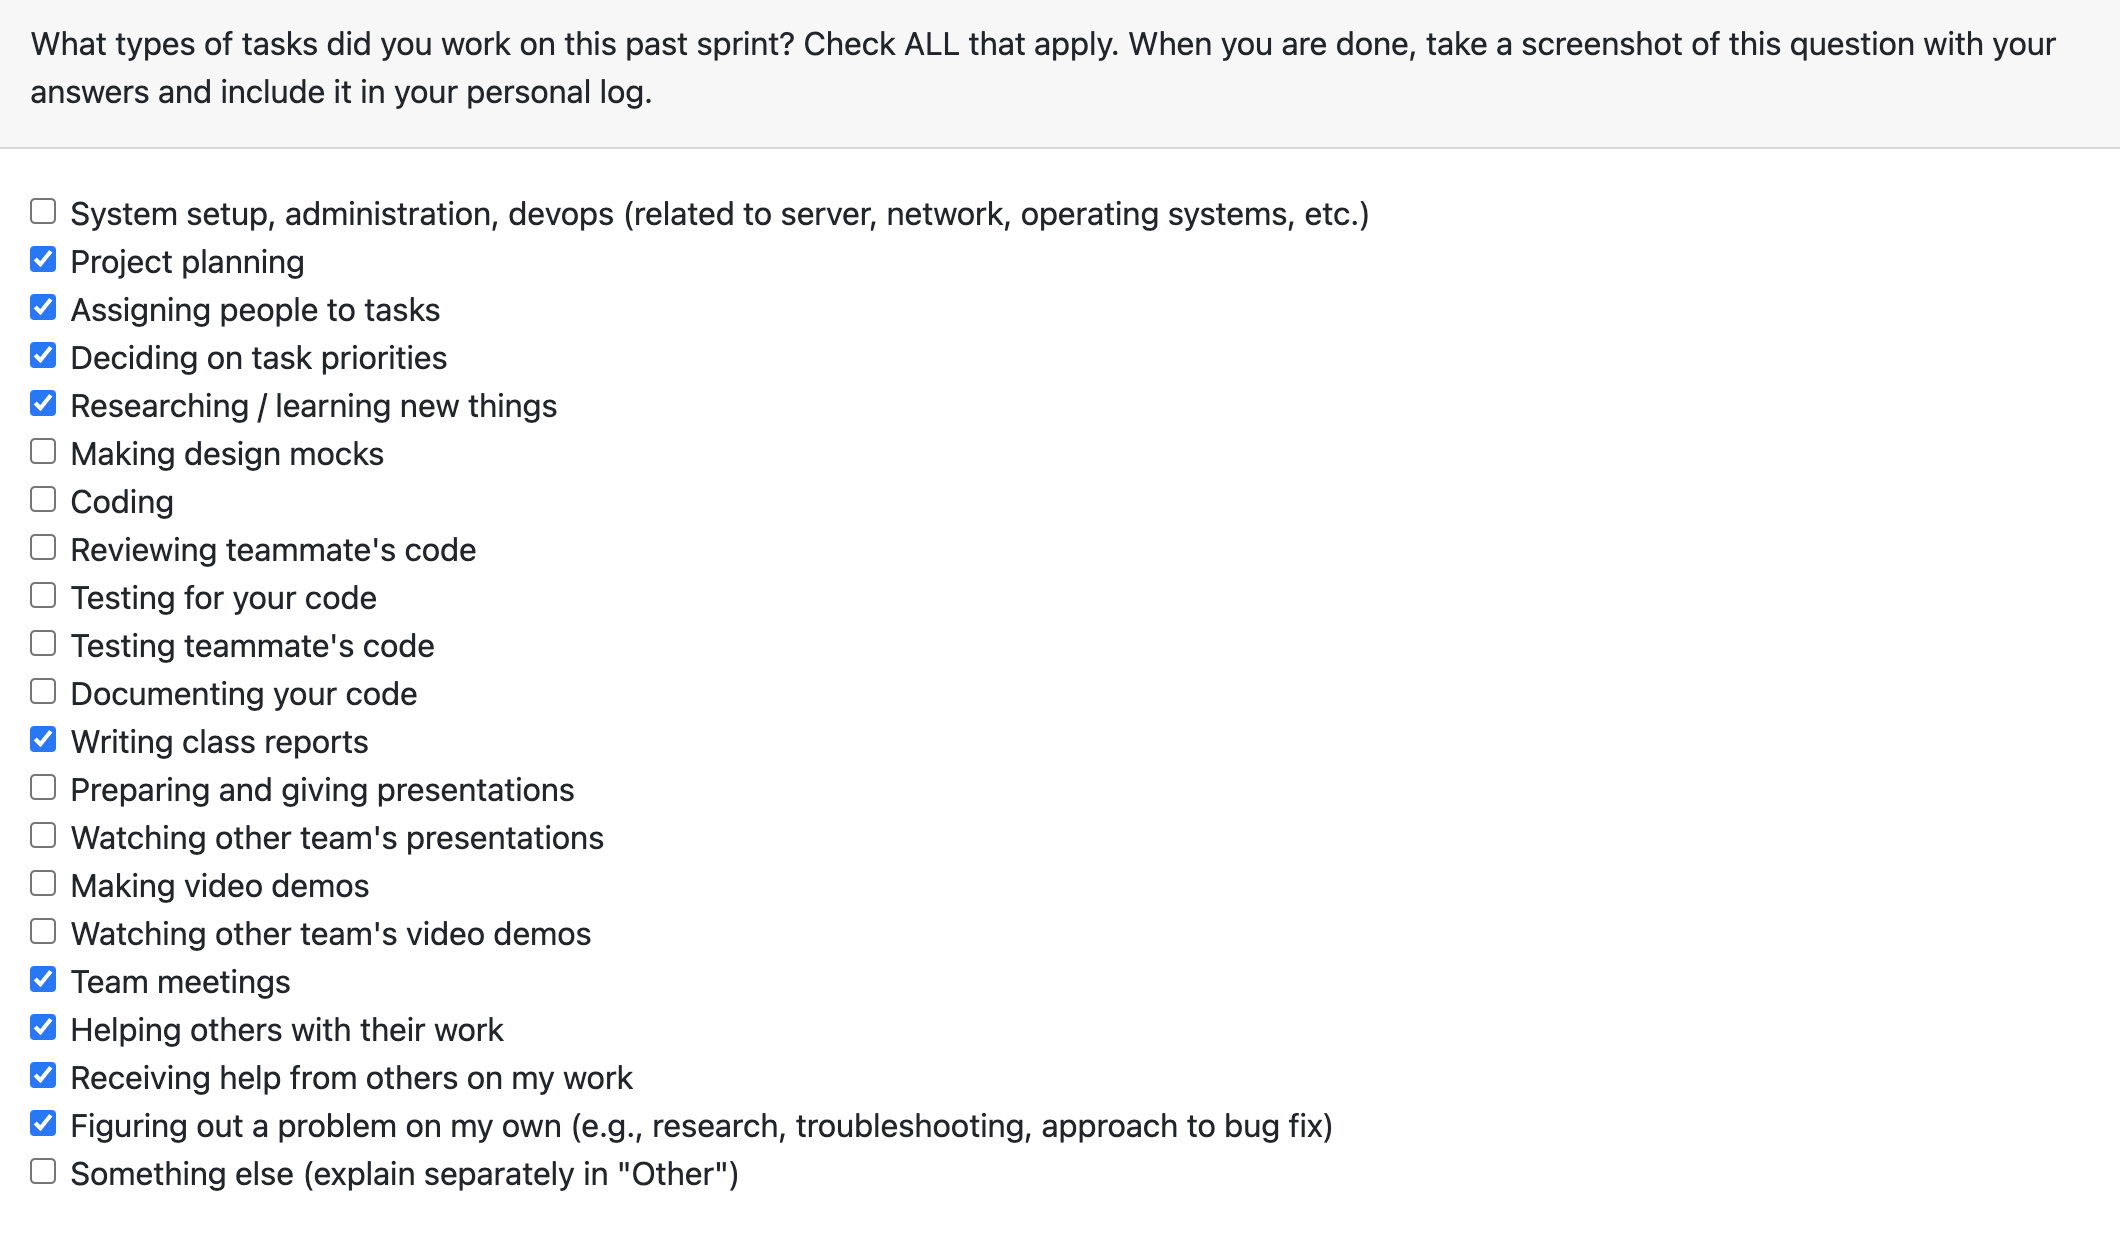 What types of tasks did you work on this past sprint? Check ALL that apply. When you are done, take a screenshot of this question with your
answers and include it in your personal log.
System setup, administration, devops (related to server, network, operating systems, etc.)
Project planning
Assigning people to tasks
Deciding on task priorities
Researching / learning new things
Making design mocks
Coding
Reviewing teammate's code
Testing for your code
Testing teammate's code
Documenting your code
Writing class reports
Preparing and giving presentations
Watching other team's presentations
Making video demos
Watching other team's video demos
Team meetings
Helping others with their work
Receiving help from others on my work
Figuring out a problem on my own (e.g., research, troubleshooting, approach to bug fix)
Something else (explain separately in "Other")